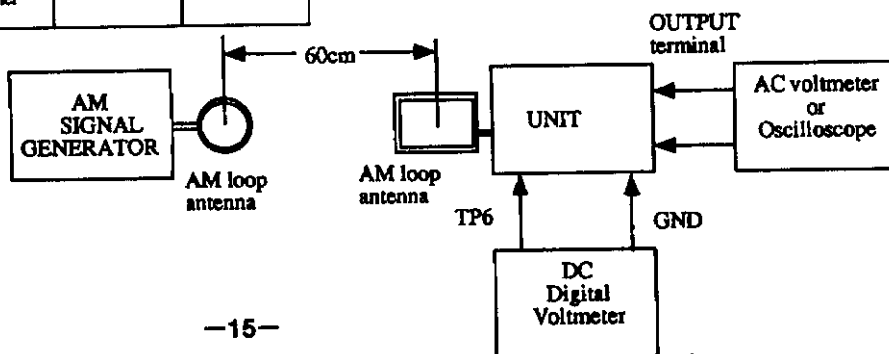 OUTPUT
terminal
60cm
AM
SIGNAL
GENERATOR
UNIT
AC voltmeter
or
Oscilloscope
AM loop
antenna
AM loop
antenna
TP6
GND
DC
Digital
Voltmeter
—15—